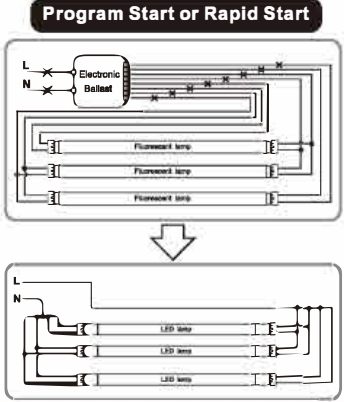 Program Start or Rapid Start
L
N
Electronic
Ballast
Fluorescent lamp
Fluorescent lamp
Fluorescent lamp
L
N
LED lamp
LED lamp
LED lamp